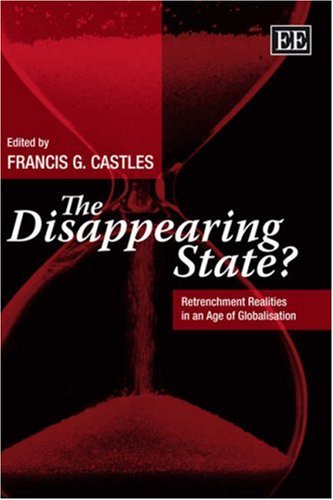 EE
Edited by
FRANCIS G. CASTLES
The
Disappearing
State?
Retrenchment Realities
in an Age of Globalisation